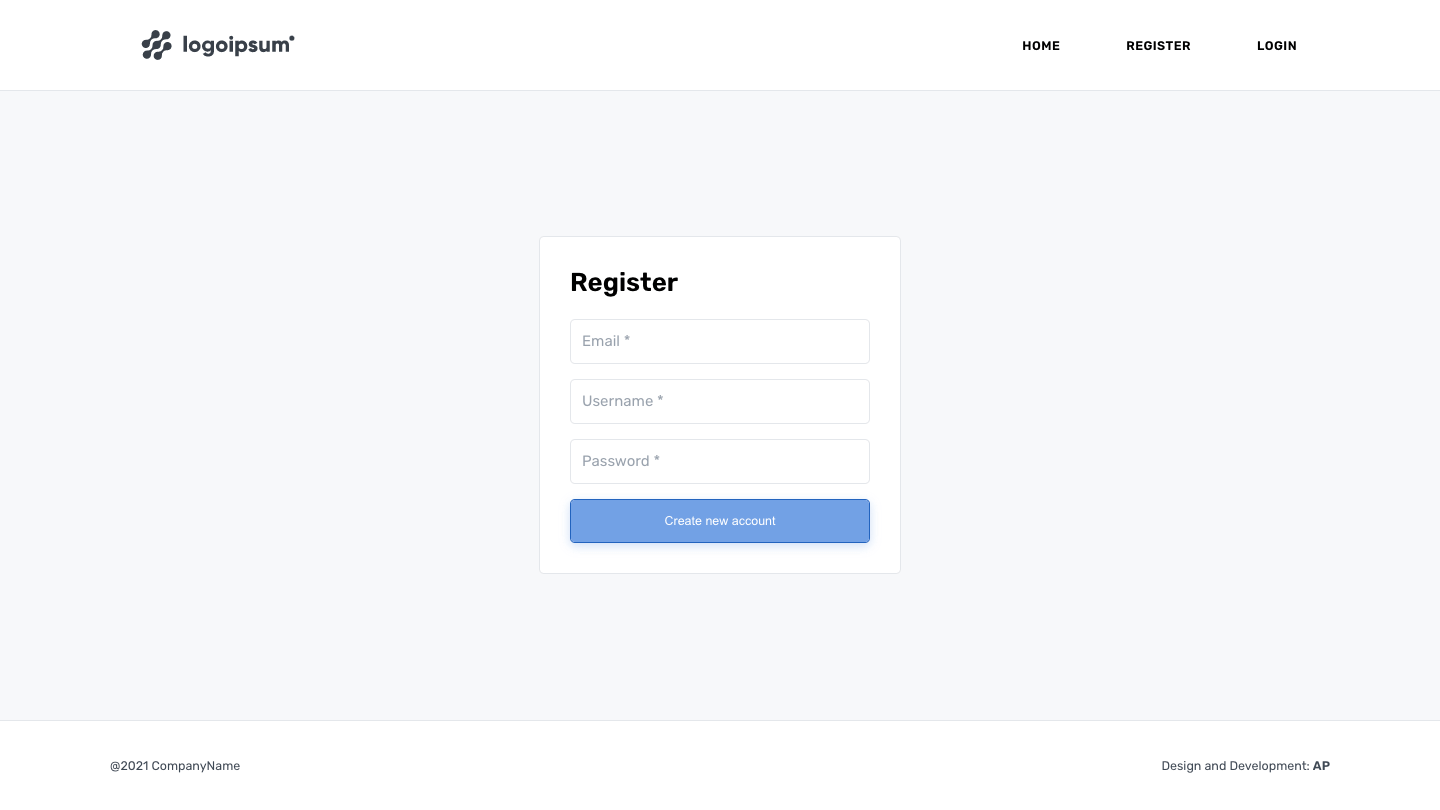 logoipsum
HOME
REGISTER
LOGIN
Register
Email *
Username *
Password *
Create new account
@2021 CompanyName
Design and Development: AP